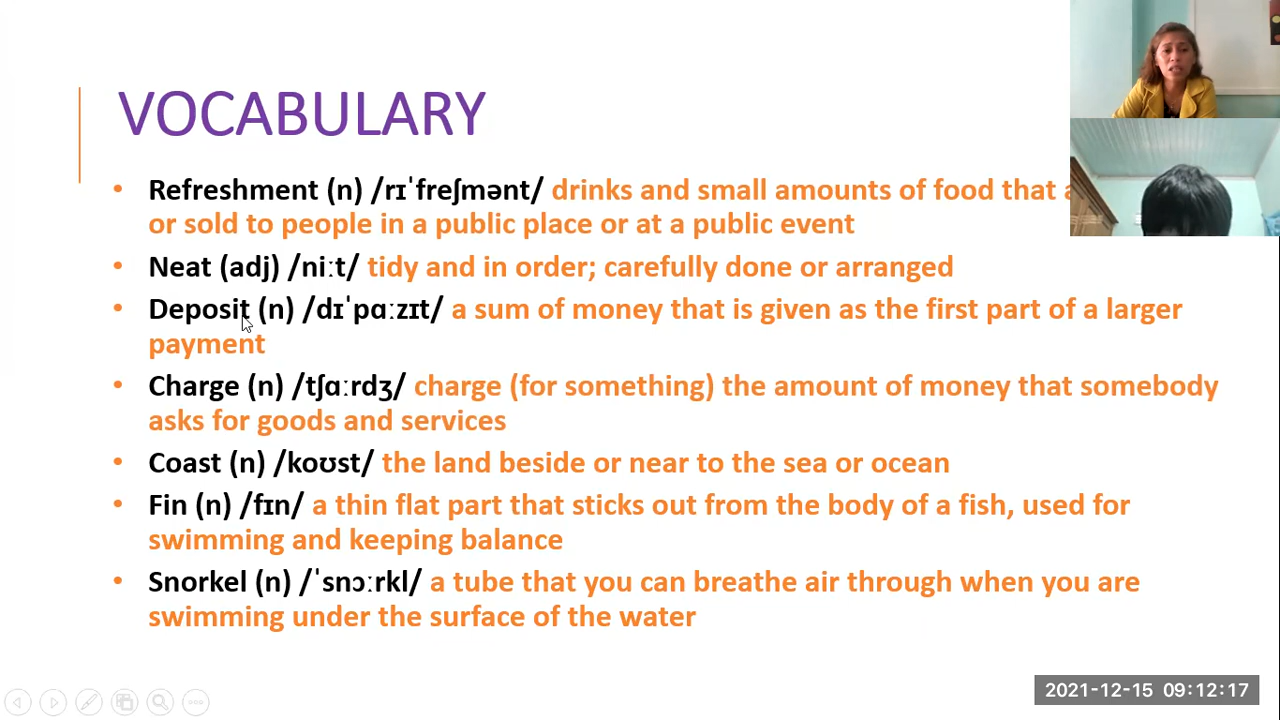 VOCABULARY
• Refreshment (n) /rɪˈfreʃmənt/ drinks and small amounts of food that
or sold to people in a public place or at a public event
• Neat (adj) /niːt/ tidy and in order; carefully done or arranged
• Deposit (n) /dɪˈpɑːzɪt/ a sum of money that is given as the first part of a larger
payment
• Charge (n) /tʃɑːrdʒ/ charge (for something) the amount of money that somebody
asks for goods and services
• Coast (n) /koʊst/ the land beside or near to the sea or ocean
• Fin (n) /fɪn/ a thin flat part that sticks out from the body of a fish, used for
swimming and keeping balance
• Snorkel (n) /ˈsnɔːrkl/ a tube that you can breathe air through when you are
swimming under the surface of the water
2021-12-15 09:12:17